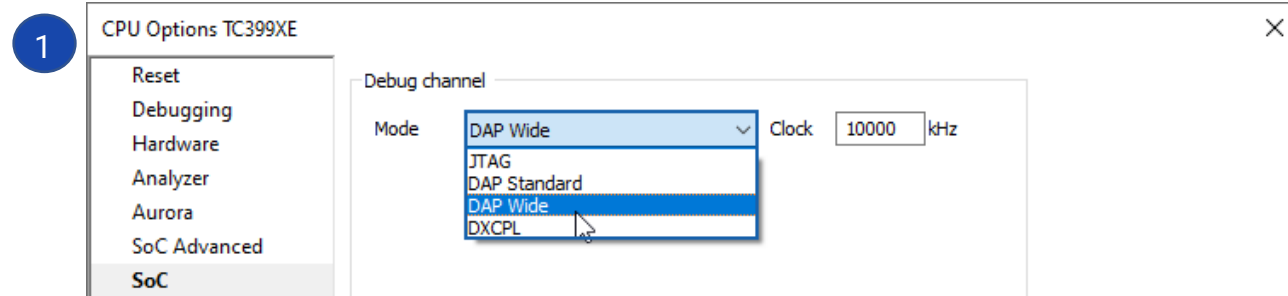 1
CPU Options TC399XE
Reset
Debugging
Hardware
Analyzer
Aurora
SoC Advanced
SoC
Debug channel
Mode
DAP Wide
Clock
10000
kHz
JTAG
DAP Standard
DAP Wide
DXCPL